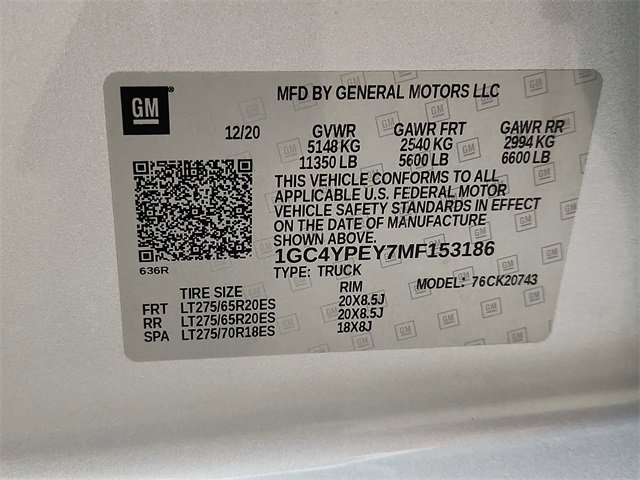 GM
MFD BY GENERAL MOTORS LLC
12/20 GVWR GAWR FRT GAWR RR
5148 KG 2540 KG 2994 KG
11350 LB 5600 LB 6600 LB
THIS VEHICLE CONFORMS TO ALL
APPLICABLE U.S. FEDERAL MOTOR
VEHICLE SAFETY STANDARDS IN EFFECT
ON THE DATE OF MANUFACTURE
SHOWN ABOVE.
1GC4YPEY7MF153186
636R
TYPE: TRUCK MODEL: 76CK20743
TIRE SIZE RIM
FRT LT275/65R20ES 20X8.5J
RR LT275/65R20ES 20X8.5J
SPA LT275/70R18ES 18X8J